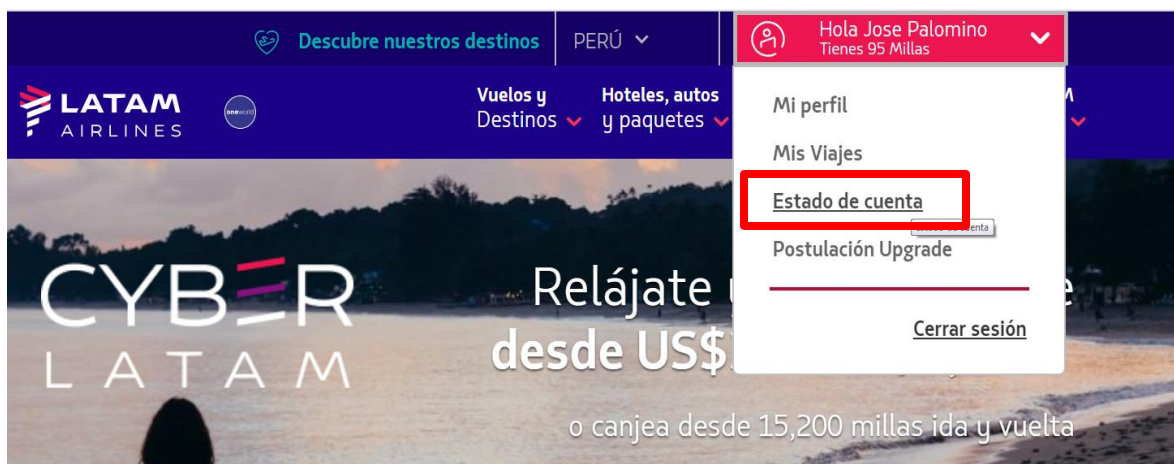 Descubre nuestros destinos
PERÚ
Hola Jose Palomino
Tienes 95 Millas
LATAM
AIRLINES
oneworld
Vuelos y
Destinos
Hoteles, autos
y paquetes
Mi perfil
Mis Viajes
Estado de cuenta
Postulación Upgrade
Cerrar sesión
CYBER
LATAM
Relájate
desde US$
o canjea desde 15,200 millas ida y vuelta